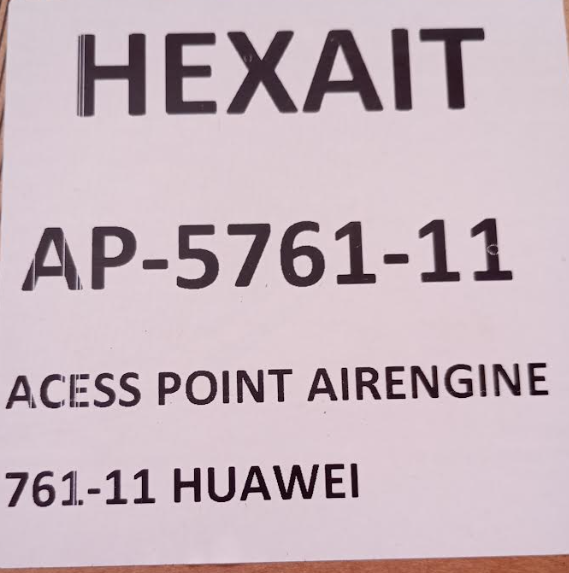 HEXAIT
AP-5761-11
ACESS POINT AIRENGINE
761-11 HUAWEI